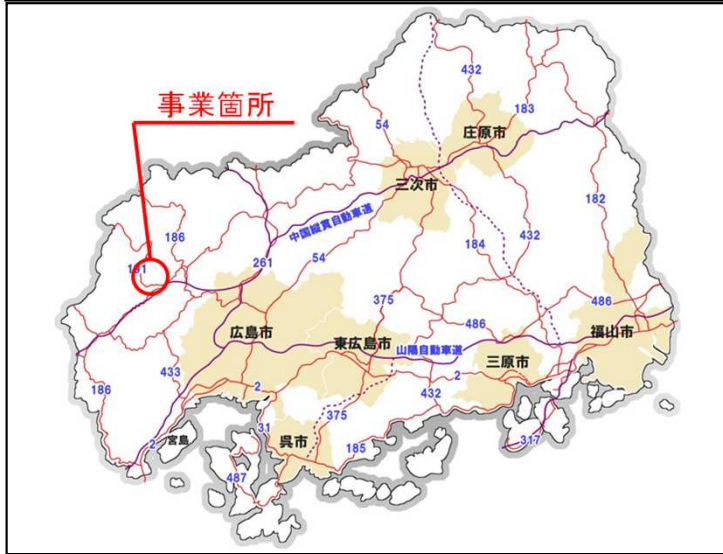 事業箇所
432
183
54
庄原市
三次市
182
186
中国縦貫自動車道
184
432
191
261
54
375
486
486
広島市
東広島市
山陽自動車道
福山市
三原市
186
433
2
2
432
375
31
2
宮島
呉市
185
317
487